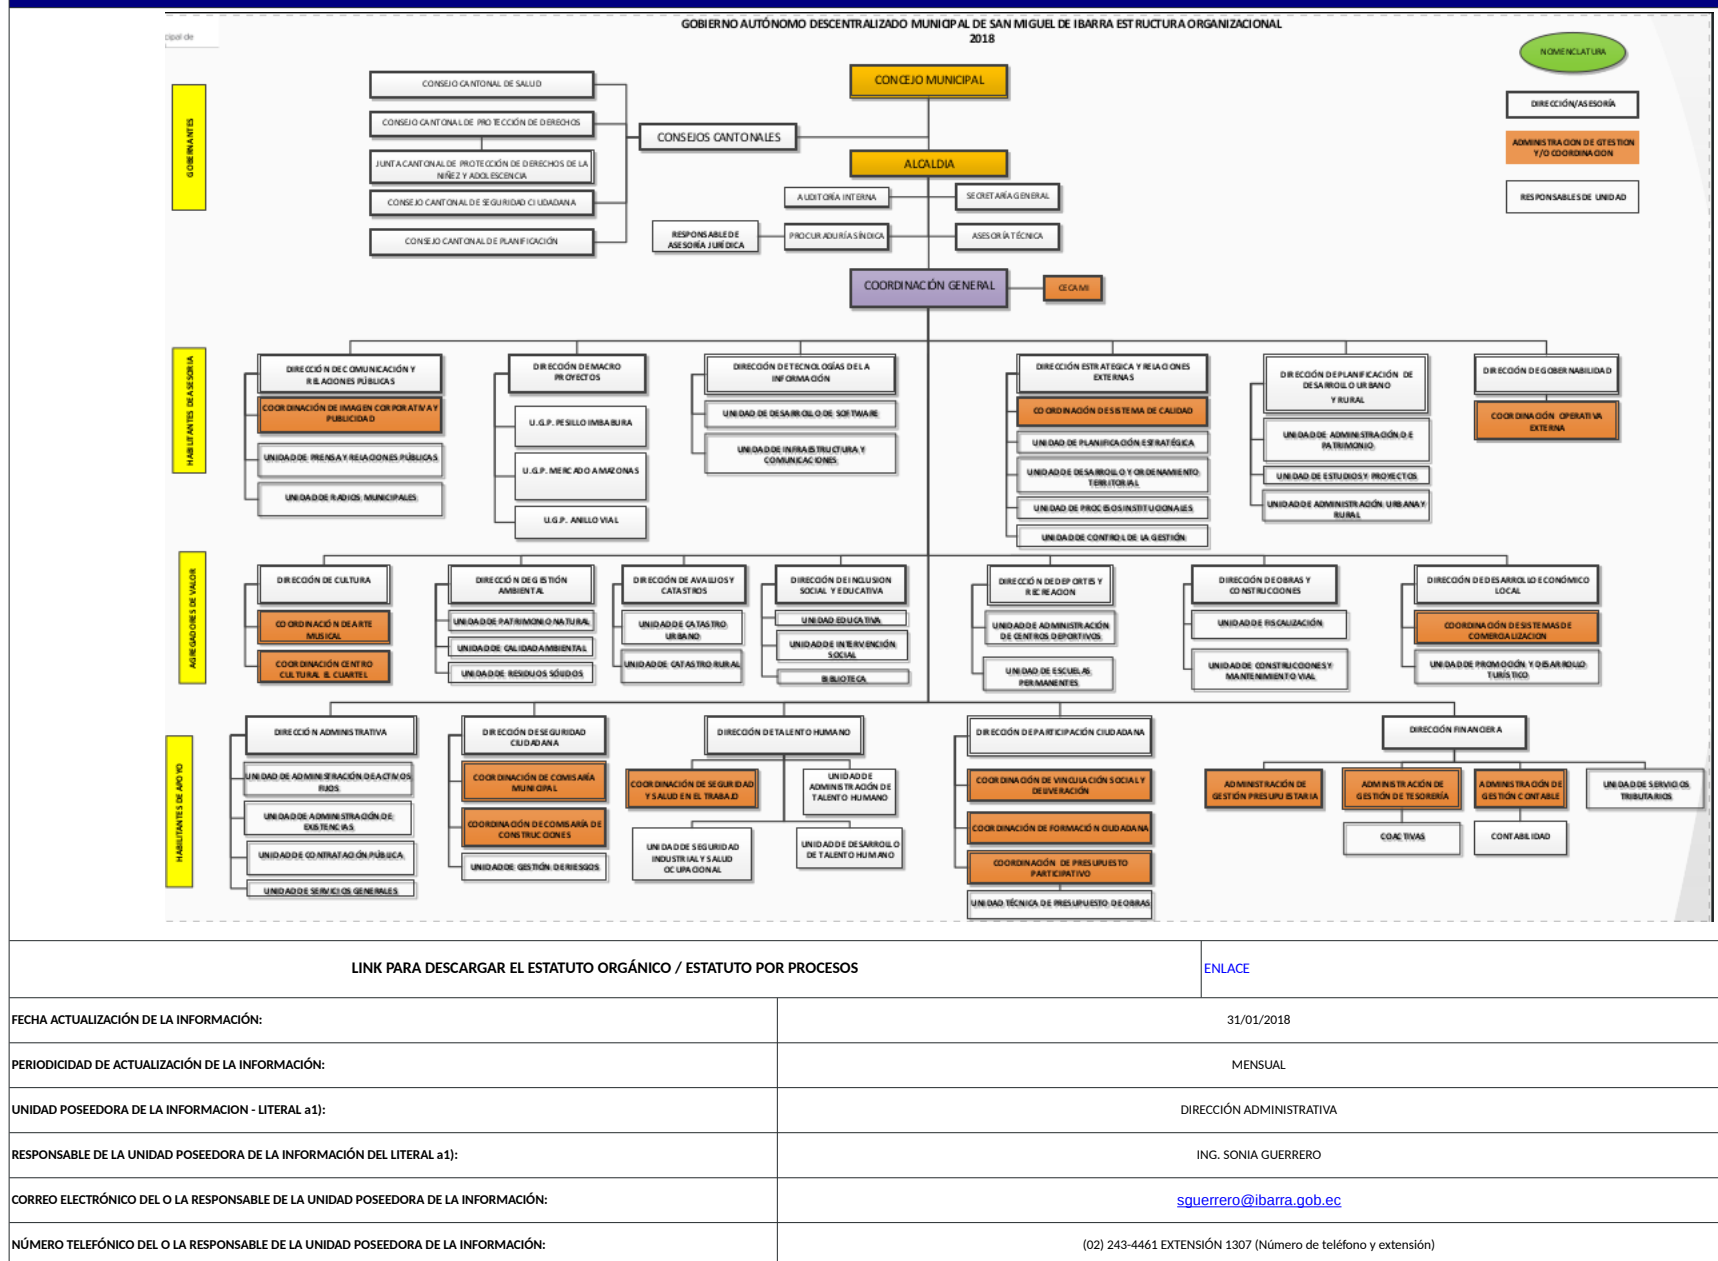 GOBIERNO AUTÓNOMO DESCENTRALIZADO MUNICIPAL DE SAN MIGUEL DE IBARRA ESTRUCTURA ORGANIZACIONAL
2018
cipal de
NOMENCLATURA
DIRECCIÓN/ASESORÍA
ADMINISTRACION DE GTESTION
Y/O COORDINACION
RESPONSABLES DE UNIDAD
GOBERNANTES
CONCEJO MUNICIPAL
CONSEJO CANTONAL DE SALUD
CONSEJO CANTONAL DE PROTECCIÓN DE DERECHOS
JUNTA CANTONAL DE PROTECCIÓN DE DERECHOS DE LA
NIÑEZ Y ADOLESCENCIA
CONSEJO CANTONAL DE SEGURIDAD CIUDADANA
CONSEJO CANTONAL DE PLANIFICACIÓN
CONSEJOS CANTONALES
ALCALDIA
AUDITORÍA INTERNA
SECRETARÍA GENERAL
RESPONSABLE DE
ASESORÍA JURÍDICA
PROCURADURÍA SÍNDICA
ASESORÍA TÉCNICA
COORDINACIÓN GENERAL
CECAMI
HABILITANTES DE ASESORIA
DIRECCIÓN DE COMUNICACIÓN Y
RELACIONES PÚBLICAS
COORDINACIÓN DE IMAGEN CORPORATIVA Y
PUBLICIDAD
UNIDAD DE PRENSA Y RELACIONES PÚBLICAS
UNIDAD DE RADIOS MUNICIPALES
DIRECCIÓN DE MACRO
PROYECTOS
U.G.P. PESILLO IMBABURA
U.G.P. MERCADO AMAZONAS
U.G.P. ANILLO VIAL
DIRECCIÓN DE TECNOLOGÍAS DE LA
INFORMACIÓN
UNIDAD DE DESARROLLO DE SOFTWARE
UNIDAD DE INFRAESTRUCTURA Y
COMUNICACIONES
DIRECCIÓN ESTRATEGICA Y RELACIONES
EXTERNAS
COORDINACIÓN DE SISTEMA DE CALIDAD
UNIDAD DE PLANIFICACIÓN ESTRATÉGICA
UNIDAD DE DESARROLLO Y ORDENAMIENTO
TERRITORIAL
UNIDAD DE PROCESOS INSTITUCIONALES
UNIDAD DE CONTROL DE LA GESTIÓN
DIRECCIÓN DE PLANIFICACIÓN DE
DESARROLLO URBANO
Y RURAL
UNIDAD DE ADMINISTRACIÓN DE
PATRIMONIO
UNIDAD DE ESTUDIOS Y PROYECTOS
UNIDAD DE ADMINISTRACIÓN URBANA Y
RURAL
DIRECCIÓN DE GOBERNABILIDAD
COORDINACIÓN OPERATIVA
EXTERNA
AGREGADORES DE VALOR
DIRECCIÓN DE CULTURA
COORDINACIÓN DE ARTE
MUSICAL
COORDINACIÓN CENTRO
CULTURAL EL CUARTEL
DIRECCIÓN DE GESTIÓN
AMBIENTAL
UNIDAD DE PATRIMONIO NATURAL
UNIDAD DE CALIDAD AMBIENTAL
UNIDAD DE RESIDUOS SÓLIDOS
DIRECCIÓN DE AVALUOS Y
CATASTROS
UNIDAD DE CATASTRO
URBANO
UNIDAD DE CATASTRO RURAL
DIRECCIÓN DE INCLUSION
SOCIAL Y EDUCATIVA
UNIDAD EDUCATIVA
UNIDAD DE INTERVENCIÓN
SOCIAL
BIBLIOTECA
DIRECCIÓN DE DEPORTES Y
RECREACION
UNIDAD DE ADMINISTRACIÓN
DE CENTROS DEPORTIVOS
UNIDAD DE ESCUELAS
PERMANENTES
DIRECCIÓN DE OBRAS Y
CONSTRUCCIONES
UNIDAD DE FISCALIZACIÓN
UNIDAD DE CONSTRUCCIONES Y
MANTENIMIENTO VIAL
DIRECCIÓN DE DESARROLLO ECONÓMICO
LOCAL
COORDINACIÓN DE SISTEMAS DE
COMERCIALIZACION
UNIDAD DE PROMOCIÓN Y DESARROLLO
TURÍSTICO
HABILITANTES DE APOYO
DIRECCIÓN ADMINISTRATIVA
UNIDAD DE ADMINISTRACIÓN DE ACTIVOS
FIJOS
UNIDAD DE ADMINISTRACIÓN DE
EXISTENCIAS
UNIDAD DE CONTRATACIÓN PÚBLICA
UNIDAD DE SERVICIOS GENERALES
DIRECCIÓN DE SEGURIDAD
CIUDADANA
COORDINACIÓN DE COMISARÍA
MUNICIPAL
COORDINACIÓN DE COMISARÍA DE
CONSTRUCCIONES
UNIDAD DE GESTIÓN DE RIESGOS
DIRECCIÓN DE TALENTO HUMANO
COORDINACIÓN DE SEGURIDAD
Y SALUD EN EL TRABAJO
UNIDAD DE
ADMINISTRACIÓN DE
TALENTO HUMANO
UNIDAD DE SEGURIDAD
INDUSTRIAL Y SALUD
OCUPACIONAL
UNIDAD DE DESARROLLO
DE TALENTO HUMANO
DIRECCIÓN DE PARTICIPACIÓN CIUDADANA
COORDINACIÓN DE VINCULACIÓN SOCIAL Y
DELIVERACIÓN
COORDINACIÓN DE FORMACIÓN CIUDADANA
COORDINACIÓN DE PRESUPUESTO
PARTICIPATIVO
UNIDAD TÉCNICA DE PRESUPUESTO DE OBRAS
DIRECCIÓN FINANCIERA
ADMINISTRACIÓN DE
GESTIÓN PRESUPUESTARIA
ADMINISTRACIÓN DE
GESTIÓN DE TESORERÍA
ADMINISTRACIÓN DE
GESTIÓN CONTABLE
UNIDAD DE SERVICIOS
TRIBUTARIOS
COACTIVAS
CONTABILIDAD
LINK PARA DESCARGAR EL ESTATUTO ORGÁNICO / ESTATUTO POR PROCESOS
ENLACE
FECHA ACTUALIZACIÓN DE LA INFORMACIÓN:
31/01/2018
PERIODICIDAD DE ACTUALIZACIÓN DE LA INFORMACIÓN:
MENSUAL
UNIDAD POSEEDORA DE LA INFORMACION - LITERAL a1):
DIRECCIÓN ADMINISTRATIVA
RESPONSABLE DE LA UNIDAD POSEEDORA DE LA INFORMACIÓN DEL LITERAL a1):
ING. SONIA GUERRERO
CORREO ELECTRÓNICO DEL O LA RESPONSABLE DE LA UNIDAD POSEEDORA DE LA INFORMACIÓN:
sguerrero@ibarra.gob.ec
NÚMERO TELEFÓNICO DEL O LA RESPONSABLE DE LA UNIDAD POSEEDORA DE LA INFORMACIÓN:
(02) 243-4461 EXTENSIÓN 1307 (Número de teléfono y extensión)